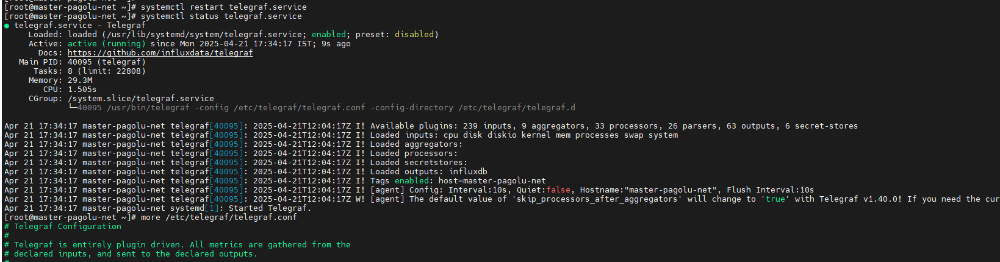 [root@master-pagolu-net ~]# systemctl restart telegraf.service
[root@master-pagolu-net ~]# systemctl status telegraf.service
● telegraf.service - Telegraf
     Loaded: loaded (/usr/lib/systemd/system/telegraf.service; enabled; preset: disabled)
     Active: active (running) since Mon 2025-04-21 17:34:17 IST; 9s ago
       Docs: https://github.com/influxdata/telegraf
   Main PID: 40095 (telegraf)
      Tasks: 8 (limit: 22808)
     Memory: 29.3M
        CPU: 1.505s
     CGroup: /system.slice/telegraf.service
             └─40095 /usr/bin/telegraf -config /etc/telegraf/telegraf.conf -config-directory /etc/telegraf/telegraf.d
Apr 21 17:34:17 master-pagolu-net telegraf[40095]: 2025-04-21T12:04:17Z I! Available plugins: 239 inputs, 9 aggregators, 33 processors, 26 parsers, 63 outputs, 6 secret-stores
Apr 21 17:34:17 master-pagolu-net telegraf[40095]: 2025-04-21T12:04:17Z I! Loaded inputs: cpu disk diskio kernel mem processes swap system
Apr 21 17:34:17 master-pagolu-net telegraf[40095]: 2025-04-21T12:04:17Z I! Loaded aggregators:
Apr 21 17:34:17 master-pagolu-net telegraf[40095]: 2025-04-21T12:04:17Z I! Loaded processors:
Apr 21 17:34:17 master-pagolu-net telegraf[40095]: 2025-04-21T12:04:17Z I! Loaded secretstores:
Apr 21 17:34:17 master-pagolu-net telegraf[40095]: 2025-04-21T12:04:17Z I! Loaded outputs: influxdb
Apr 21 17:34:17 master-pagolu-net telegraf[40095]: 2025-04-21T12:04:17Z I! Tags enabled: host=master-pagolu-net
Apr 21 17:34:17 master-pagolu-net telegraf[40095]: 2025-04-21T12:04:17Z I! [agent] Config: Interval:10s, Quiet:false, Hostname:"master-pagolu-net", Flush Interval:10s
Apr 21 17:34:17 master-pagolu-net telegraf[40095]: 2025-04-21T12:04:17Z W! [agent] The default value of 'skip_processors_after_aggregators' will change to 'true' with Telegraf v1.40.0! If you need the cur
Apr 21 17:34:17 master-pagolu-net systemd[1]: Started Telegraf.
[root@master-pagolu-net ~]# more /etc/telegraf/telegraf.conf
# Telegraf Configuration
#
# Telegraf is entirely plugin driven. All metrics are gathered from the
# declared inputs, and sent to the declared outputs.